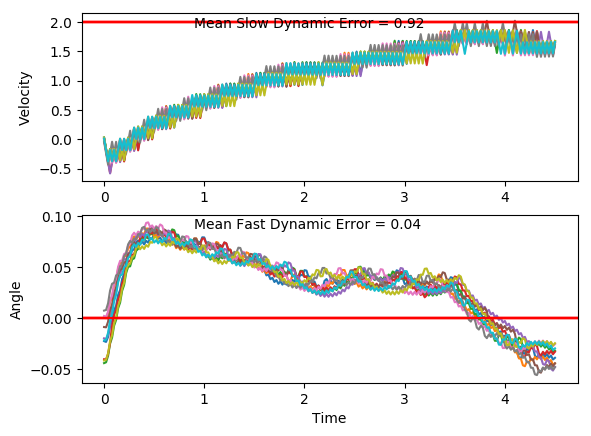 Mean Slow Dynamic Error = 0.92
2.0
1.5
1.0
0.5
0.0
−0.5
Velocity
0 1 2 3 4
Mean Fast Dynamic Error = 0.04
0.10
0.05
0.00
−0.05
Angle
0 1 2 3 4
Time